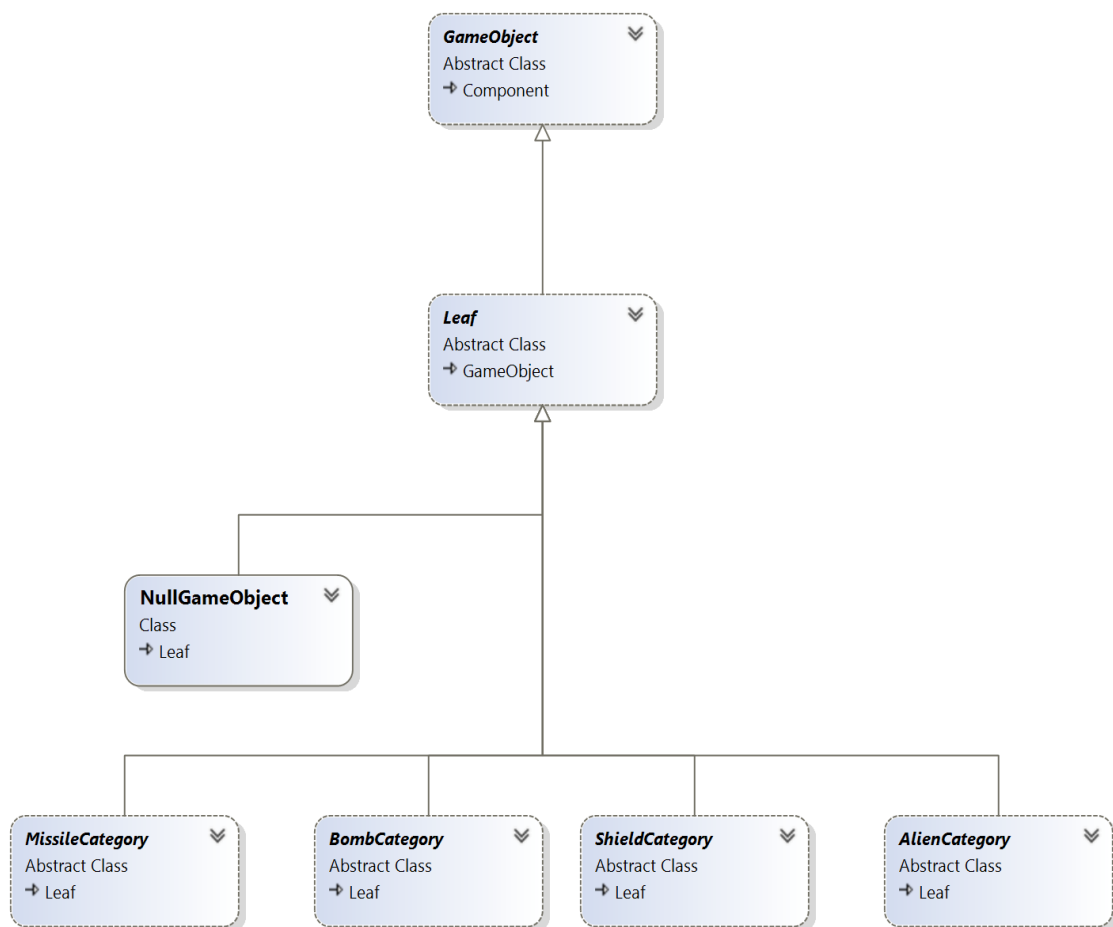 GameObject
Abstract Class
Component
Leaf
Abstract Class
GameObject
NullGameObject
Class
Leaf
MissileCategory
Abstract Class
Leaf
BombCategory
Abstract Class
Leaf
ShieldCategory
Abstract Class
Leaf
AlienCategory
Abstract Class
Leaf